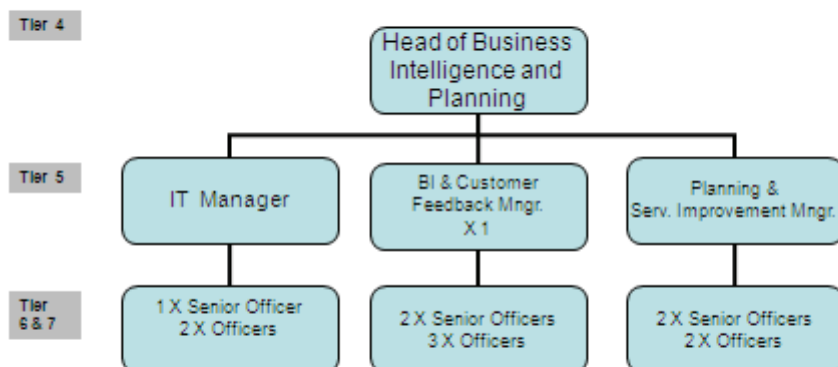 Tier 4
Head of Business
Intelligence and
Planning
Tier 5
IT Manager
BI & Customer
Feedback Mngr.
X 1
Planning &
Serv. Improvement Mngr.
Tier
6 & 7
1 X Senior Officer
2 X Officers
2 X Senior Officers
3 X Officers
2 X Senior Officers
2 X Officers